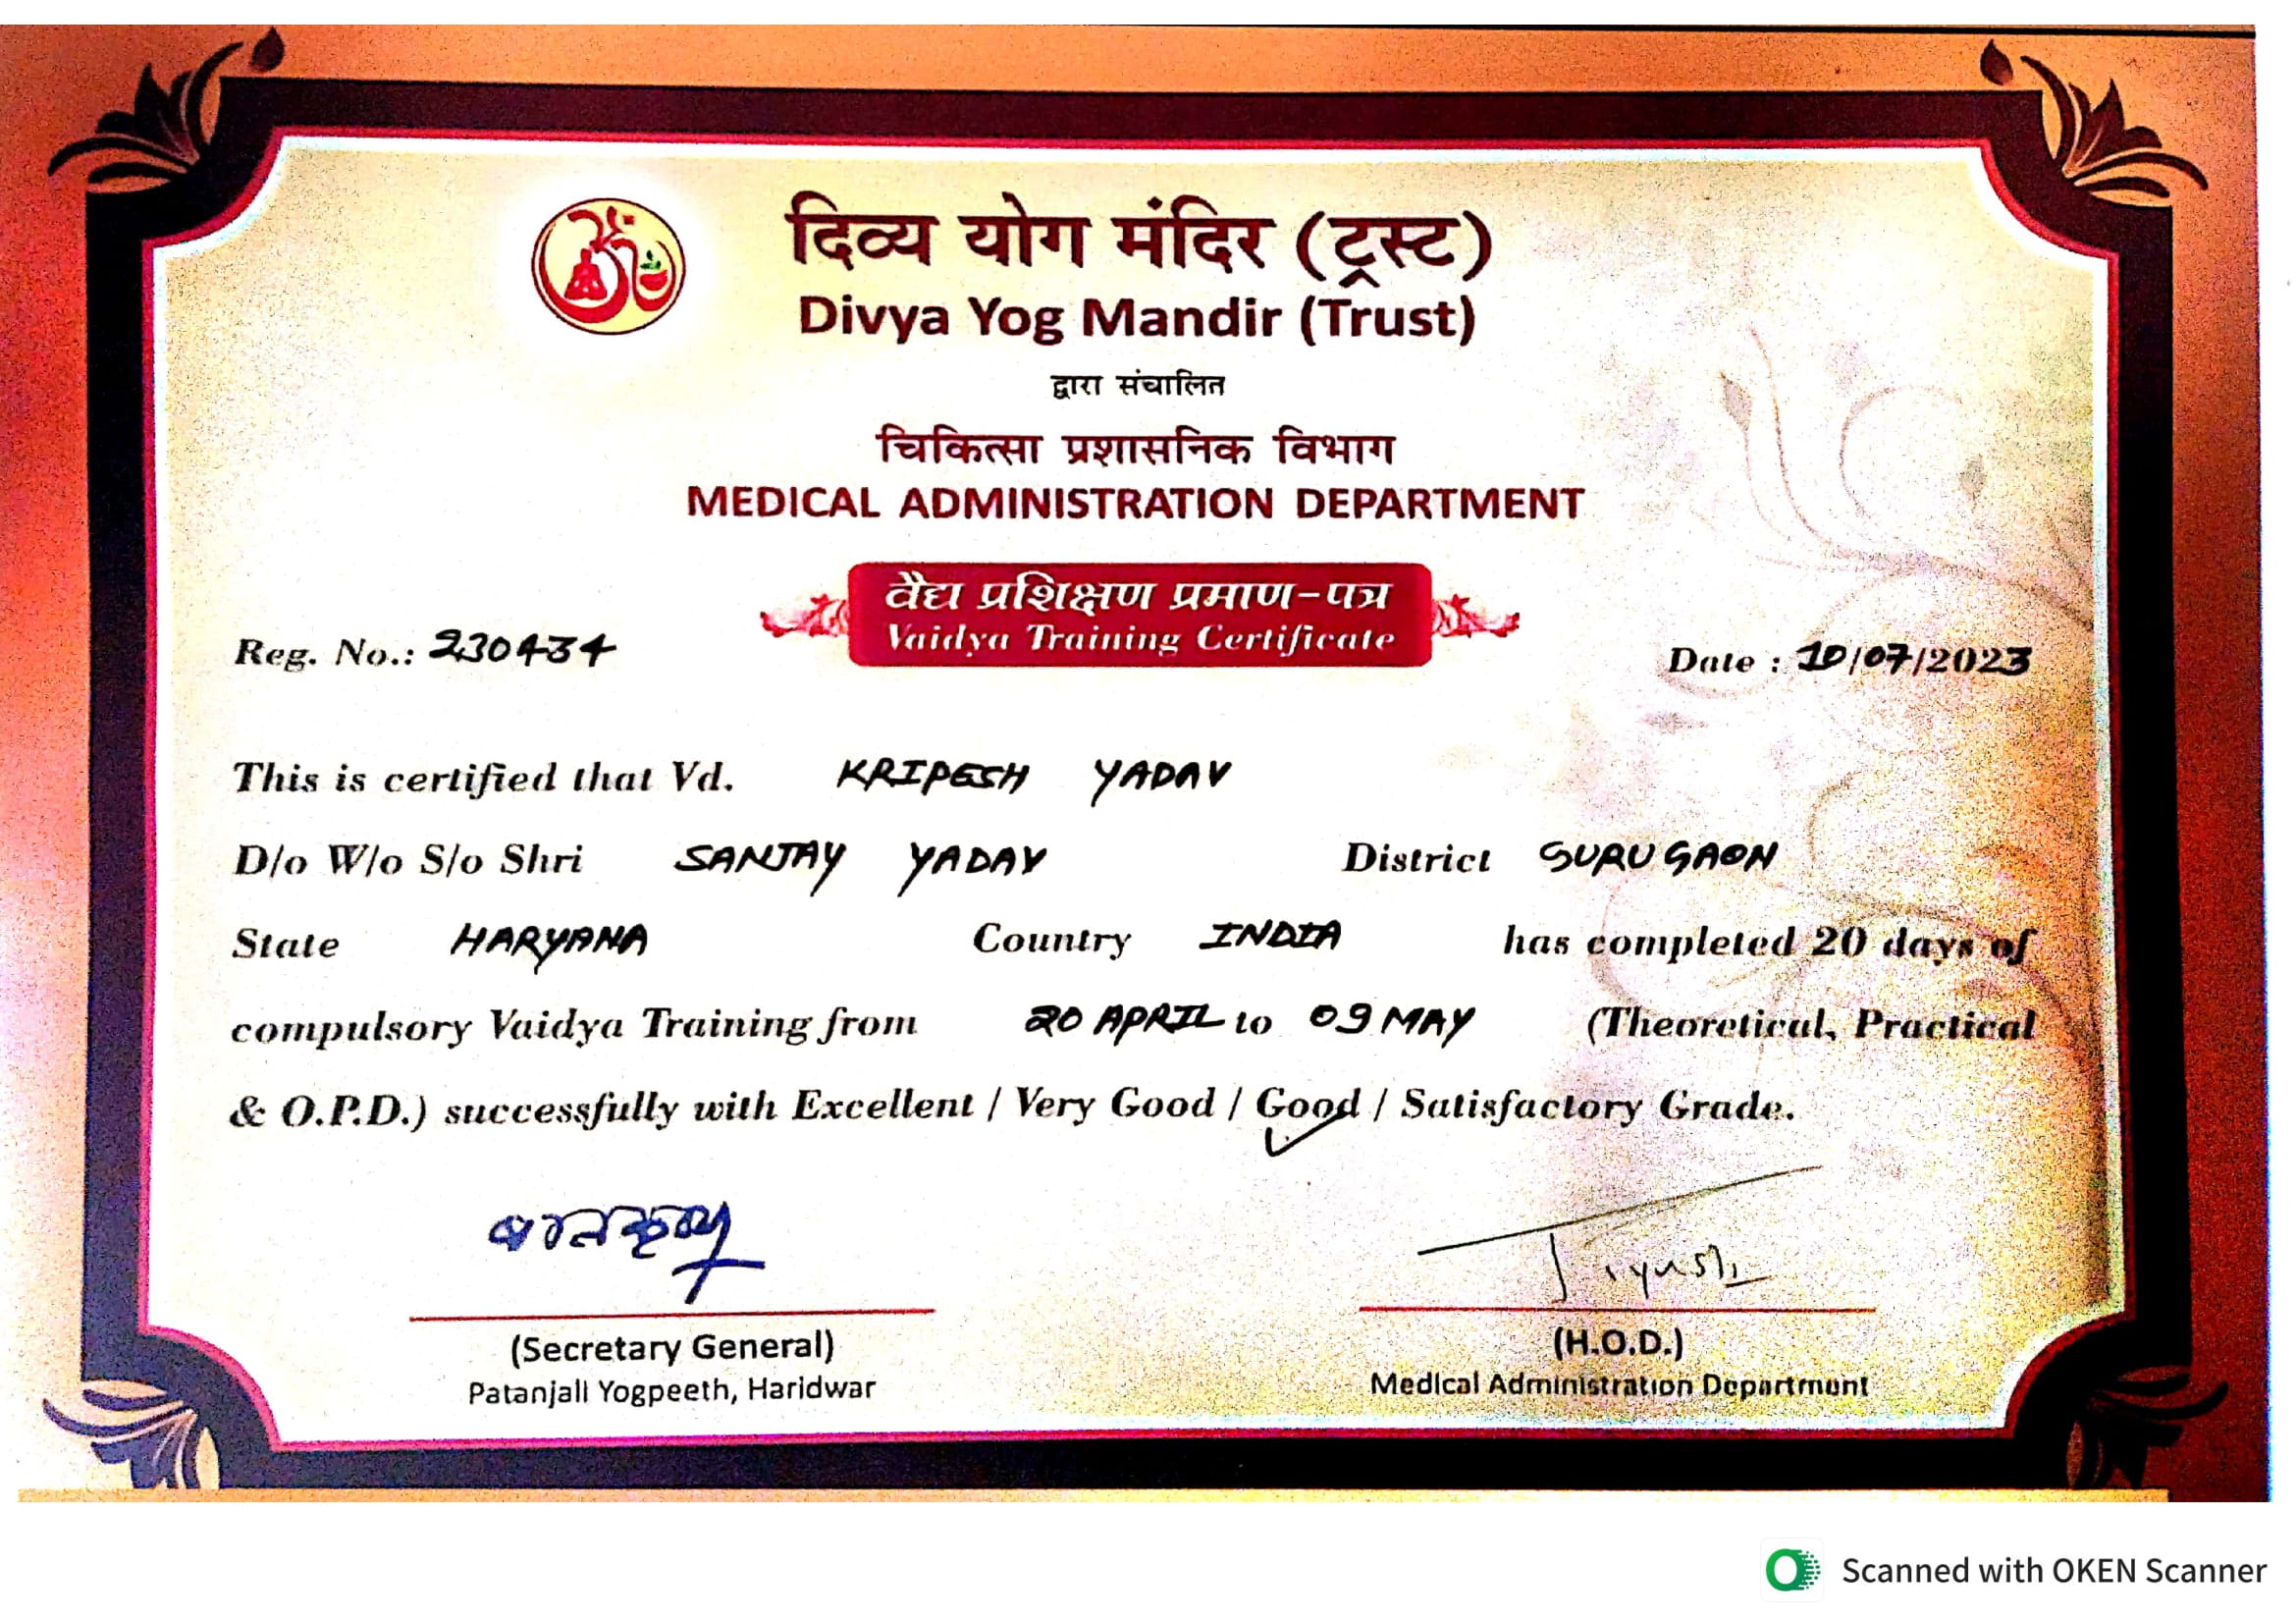 दिव्य योग मंदिर (ट्रस्ट)
Divya Yog Mandir (Trust)
द्वारा संचालित
चिकित्सा प्रशासनिक विभाग
MEDICAL ADMINISTRATION DEPARTMENT
वैद्य प्रशिक्षण प्रमाण-पत्र
Vaidya Training Certificate
Reg. No.: 230434 Date : 10/07/2023
This is certified that Vd. KRIPESH YADAV
D/o W/o S/o Shri SANJAY YADAV District GURUGAON
State HARYANA Country INDIA has completed 20 days of
compulsory Vaidya Training from 20 APRIL to 09 MAY (Theoretical, Practical
& O.P.D.) successfully with Excellent / Very Good / Good / Satisfactory Grade.
बालकृष्ण
(Secretary General) (H.O.D.)
Patanjali Yogpeeth, Haridwar Medical Administration Department
Scanned with OKEN Scanner